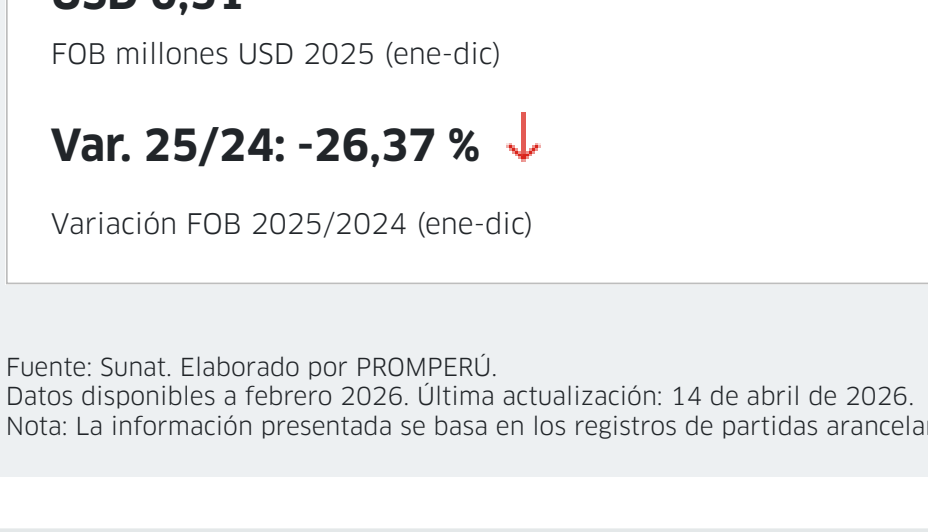 FOB millones USD 2025 (ene-dic)
Var. 25/24: -26,37 %
Variación FOB 2025/2024 (ene-dic)
Fuente: Sunat. Elaborado por PROMPERÚ.
Datos disponibles a febrero 2026. Última actualización: 14 de abril de 2026.
Nota: La información presentada se basa en los registros de partidas